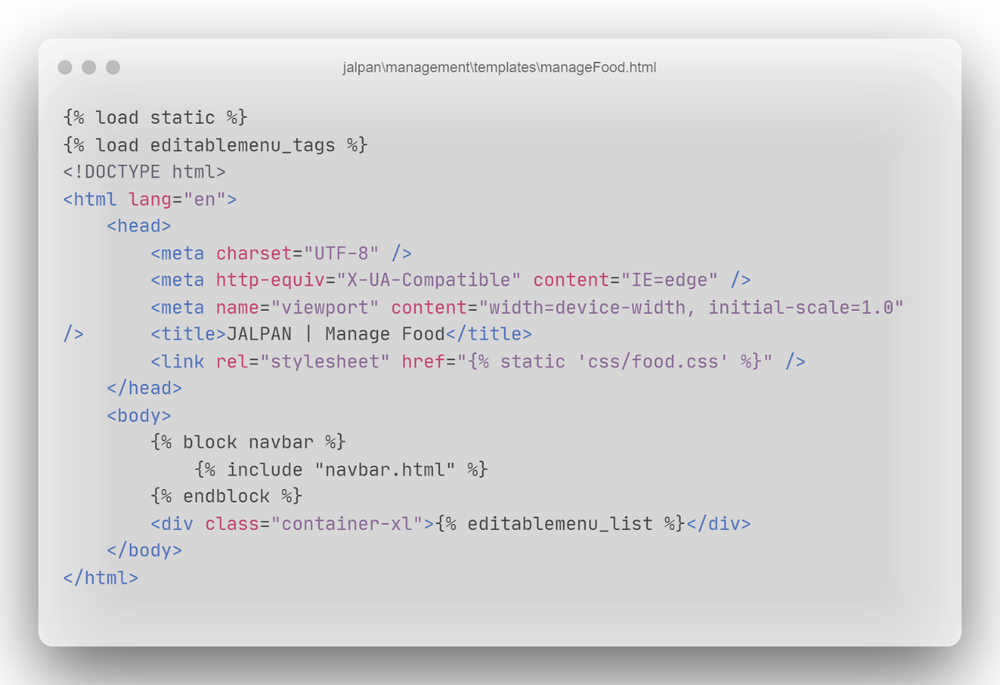 jalpan\management\templates\manageFood.html
{% load static %}
{% load editablemenu_tags %}
<!DOCTYPE html>
<html lang="en">
    <head>
        <meta charset="UTF-8" />
        <meta http-equiv="X-UA-Compatible" content="IE=edge" />
        <meta name="viewport" content="width=device-width, initial-scale=1.0"
/>      <title>JALPAN | Manage Food</title>
        <link rel="stylesheet" href="{% static 'css/food.css' %}" />
    </head>
    <body>
        {% block navbar %}
            {% include "navbar.html" %}
        {% endblock %}
        <div class="container-xl">{% editablemenu_list %}</div>
    </body>
</html>